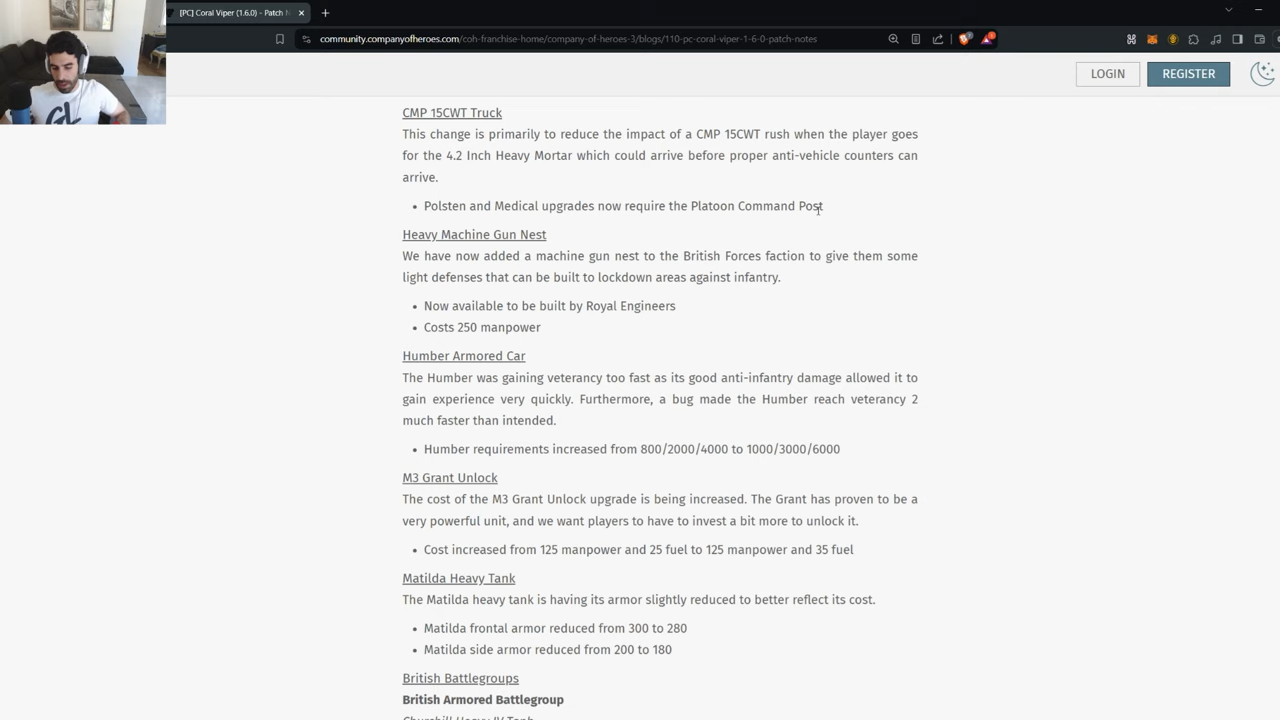 [PC] Coral Viper (1.6.0) - Patch N
community.companyofheroes.com/coh-franchise-home/company-of-heroes-3/blogs/110-pc-coral-viper-1-6-0-patch-notes
LOGIN
REGISTER
CMP 15CWT Truck
This change is primarily to reduce the impact of a CMP 15CWT rush when the player goes
for the 4.2 Inch Heavy Mortar which could arrive before proper anti-vehicle counters can
arrive.
• Polsten and Medical upgrades now require the Platoon Command Post
Heavy Machine Gun Nest
We have now added a machine gun nest to the British Forces faction to give them some
light defenses that can be built to lockdown areas against infantry.
• Now available to be built by Royal Engineers
• Costs 250 manpower
Humber Armored Car
The Humber was gaining veterancy too fast as its good anti-infantry damage allowed it to
gain experience very quickly. Furthermore, a bug made the Humber reach veterancy 2
much faster than intended.
• Humber requirements increased from 800/2000/4000 to 1000/3000/6000
M3 Grant Unlock
The cost of the M3 Grant Unlock upgrade is being increased. The Grant has proven to be a
very powerful unit, and we want players to have to invest a bit more to unlock it.
• Cost increased from 125 manpower and 25 fuel to 125 manpower and 35 fuel
Matilda Heavy Tank
The Matilda heavy tank is having its armor slightly reduced to better reflect its cost.
• Matilda frontal armor reduced from 300 to 280
• Matilda side armor reduced from 200 to 180
British Battlegroups
British Armored Battlegroup
Churchill Heavy IV Tank